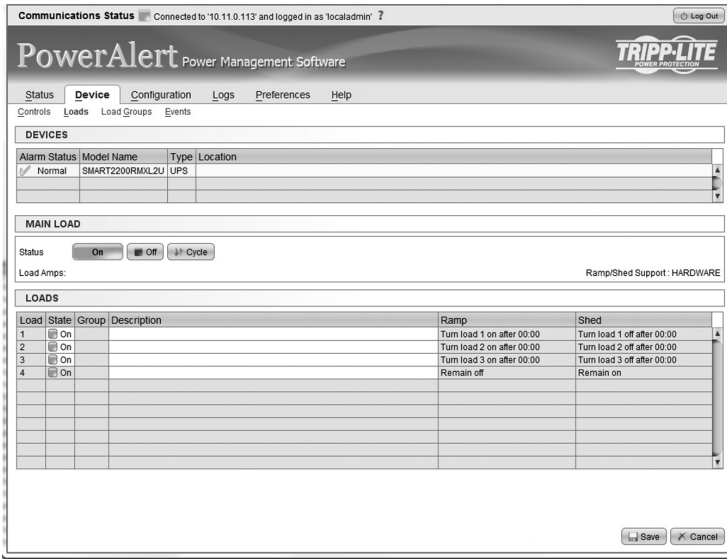 Communications Status Connected to '10.11.0.113' and logged in as 'localadmin' ? Log Out
PowerAlert Power Management Software
TRIPP·LITE
POWER PROTECTION
Status Device Configuration Logs Preferences Help
Controls Loads Load Groups Events
DEVICES
Alarm Status Model Name Type Location
Normal SMART2200RMXL2U UPS
MAIN LOAD
Status On Off Cycle
Load Amps: Ramp/Shed Support : HARDWARE
LOADS
Load State Group Description Ramp Shed
1 On Turn load 1 on after 00:00 Turn load 1 off after 00:00
2 On Turn load 2 on after 00:00 Turn load 2 off after 00:00
3 On Turn load 3 on after 00:00 Turn load 3 off after 00:00
4 On Remain off Remain on
Save Cancel